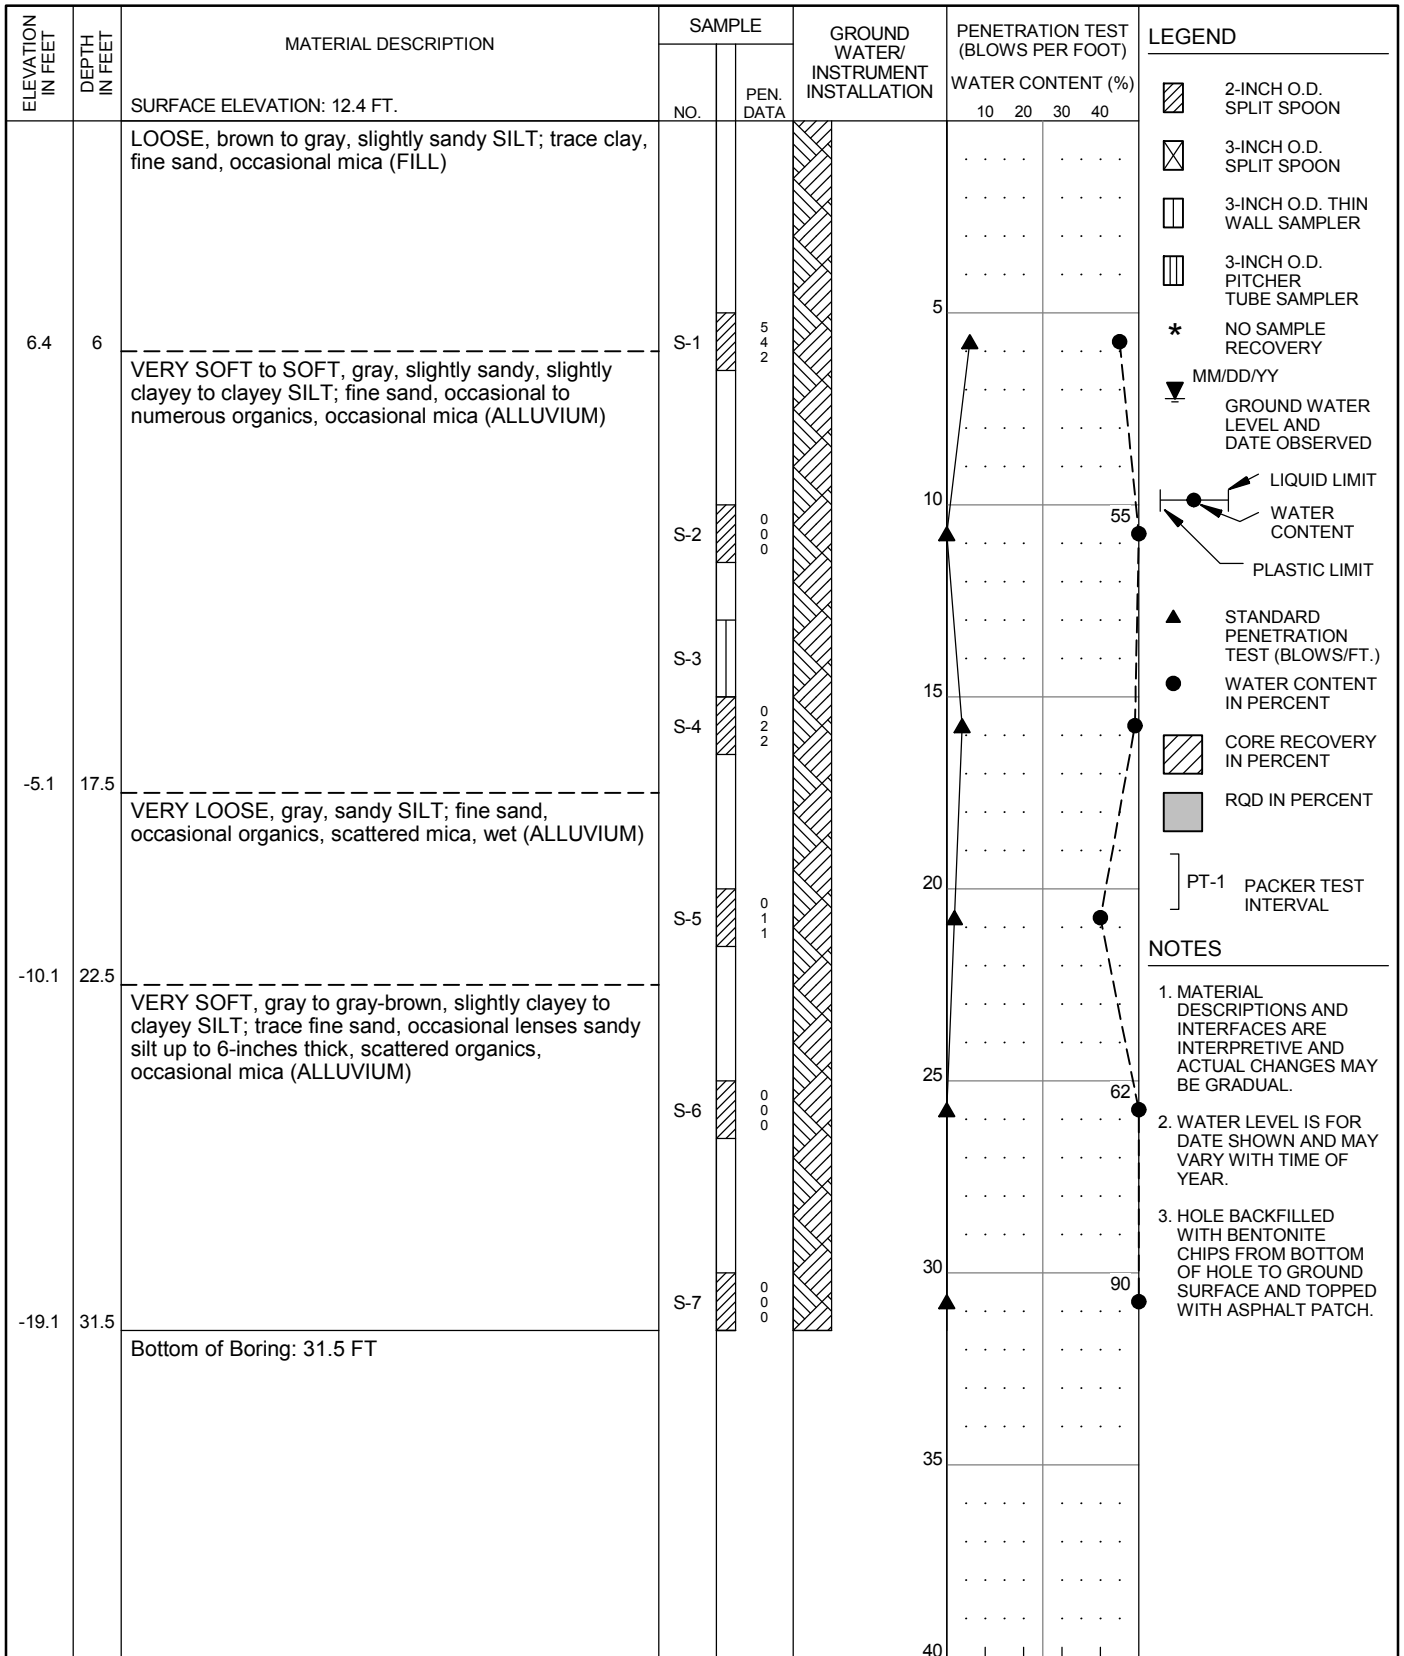 ELEVATION
IN FEET
DEPTH
IN FEET
MATERIAL DESCRIPTION
SURFACE ELEVATION: 12.4 FT.
SAMPLE
NO.
PEN.
DATA
GROUND
WATER/
INSTRUMENT
INSTALLATION
PENETRATION TEST
(BLOWS PER FOOT)
WATER CONTENT (%)
10 20 30 40
LOOSE, brown to gray, slightly sandy SILT; trace clay,
fine sand, occasional mica (FILL)
5
6.4 6
S-1
5
4
2
VERY SOFT to SOFT, gray, slightly sandy, slightly
clayey to clayey SILT; fine sand, occasional to
numerous organics, occasional mica (ALLUVIUM)
10
55
S-2
0
0
0
S-3
15
S-4
0
2
2
-5.1 17.5
VERY LOOSE, gray, sandy SILT; fine sand,
occasional organics, scattered mica, wet (ALLUVIUM)
20
S-5
0
1
1
-10.1 22.5
VERY SOFT, gray to gray-brown, slightly clayey to
clayey SILT; trace fine sand, occasional lenses sandy
silt up to 6-inches thick, scattered organics,
occasional mica (ALLUVIUM)
25
62
S-6
0
0
0
30
90
S-7
0
0
0
-19.1 31.5
Bottom of Boring: 31.5 FT
35
40
LEGEND
2-INCH O.D.
SPLIT SPOON
3-INCH O.D.
SPLIT SPOON
3-INCH O.D. THIN
WALL SAMPLER
3-INCH O.D.
PITCHER
TUBE SAMPLER
* NO SAMPLE
RECOVERY
MM/DD/YY
GROUND WATER
LEVEL AND
DATE OBSERVED
LIQUID LIMIT
WATER
CONTENT
PLASTIC LIMIT
STANDARD
PENETRATION
TEST (BLOWS/FT.)
WATER CONTENT
IN PERCENT
CORE RECOVERY
IN PERCENT
RQD IN PERCENT
PT-1 PACKER TEST
INTERVAL
NOTES
1. MATERIAL
DESCRIPTIONS AND
INTERFACES ARE
INTERPRETIVE AND
ACTUAL CHANGES MAY
BE GRADUAL.
2. WATER LEVEL IS FOR
DATE SHOWN AND MAY
VARY WITH TIME OF
YEAR.
3. HOLE BACKFILLED
WITH BENTONITE
CHIPS FROM BOTTOM
OF HOLE TO GROUND
SURFACE AND TOPPED
WITH ASPHALT PATCH.